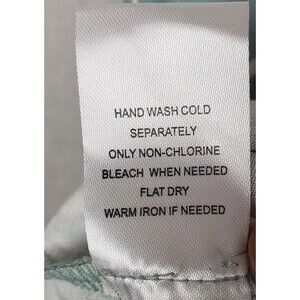 HAND WASH COLD
SEPARATELY
ONLY NON-CHLORINE
BLEACH WHEN NEEDED
FLAT DRY
WARM IRON IF NEEDED